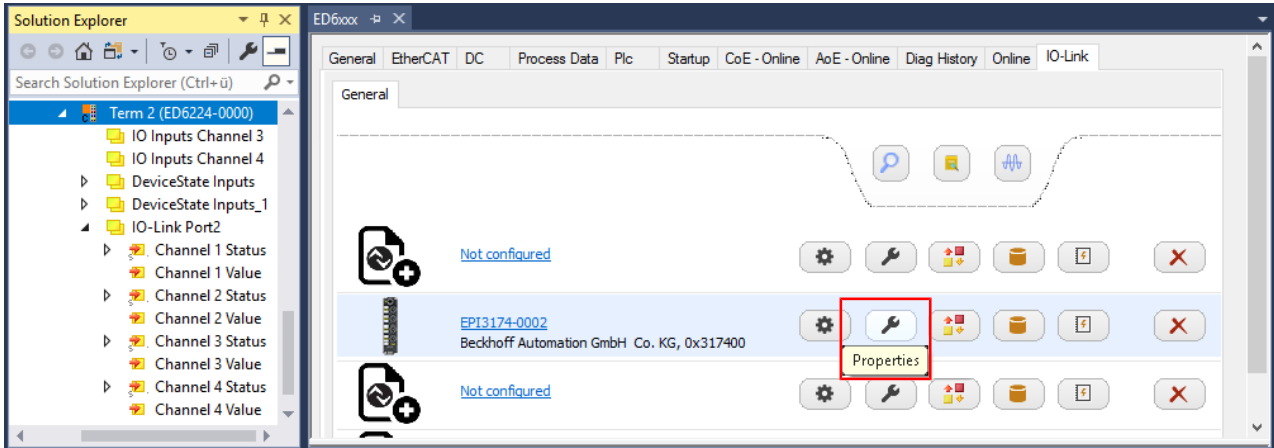 Solution Explorer
Search Solution Explorer (Ctrl+ü)
Term 2 (ED6224-0000)
IO Inputs Channel 3
IO Inputs Channel 4
DeviceState Inputs
DeviceState Inputs_1
IO-Link Port2
Channel 1 Status
Channel 1 Value
Channel 2 Status
Channel 2 Value
Channel 3 Status
Channel 3 Value
Channel 4 Status
Channel 4 Value
ED6xxx
General EtherCAT DC Process Data Plc Startup CoE - Online AoE - Online Diag History Online IO-Link
General
Not configured
EPI3174-0002
Beckhoff Automation GmbH Co. KG, 0x317400
Properties
Not configured